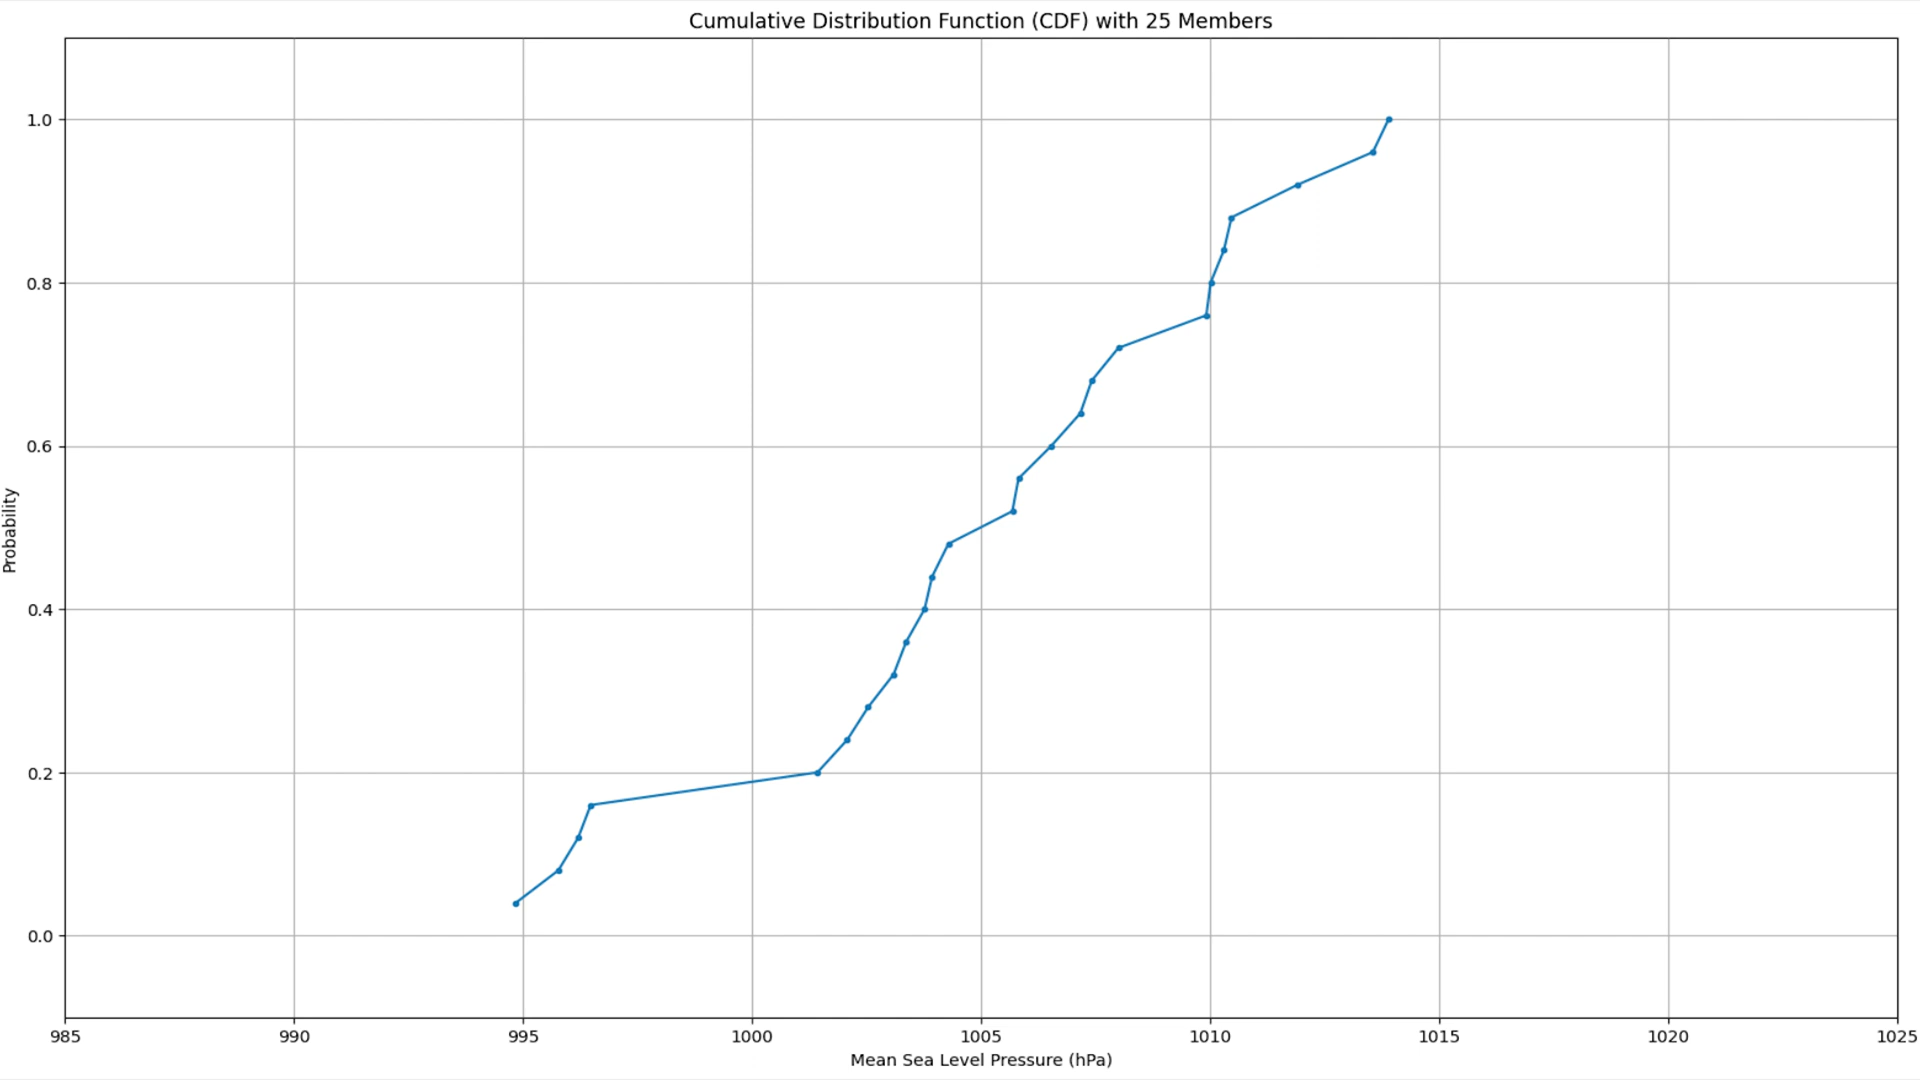 Cumulative Distribution Function (CDF) with 25 Members
1.0
0.8
0.6
0.4
0.2
0.0
Probability
985 990 995 1000 1005 1010 1015 1020 1025
Mean Sea Level Pressure (hPa)